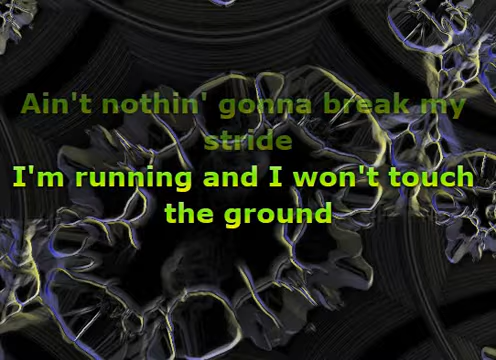 Ain't nothin' gonna break my
stride
I'm running and I won't touch
the ground